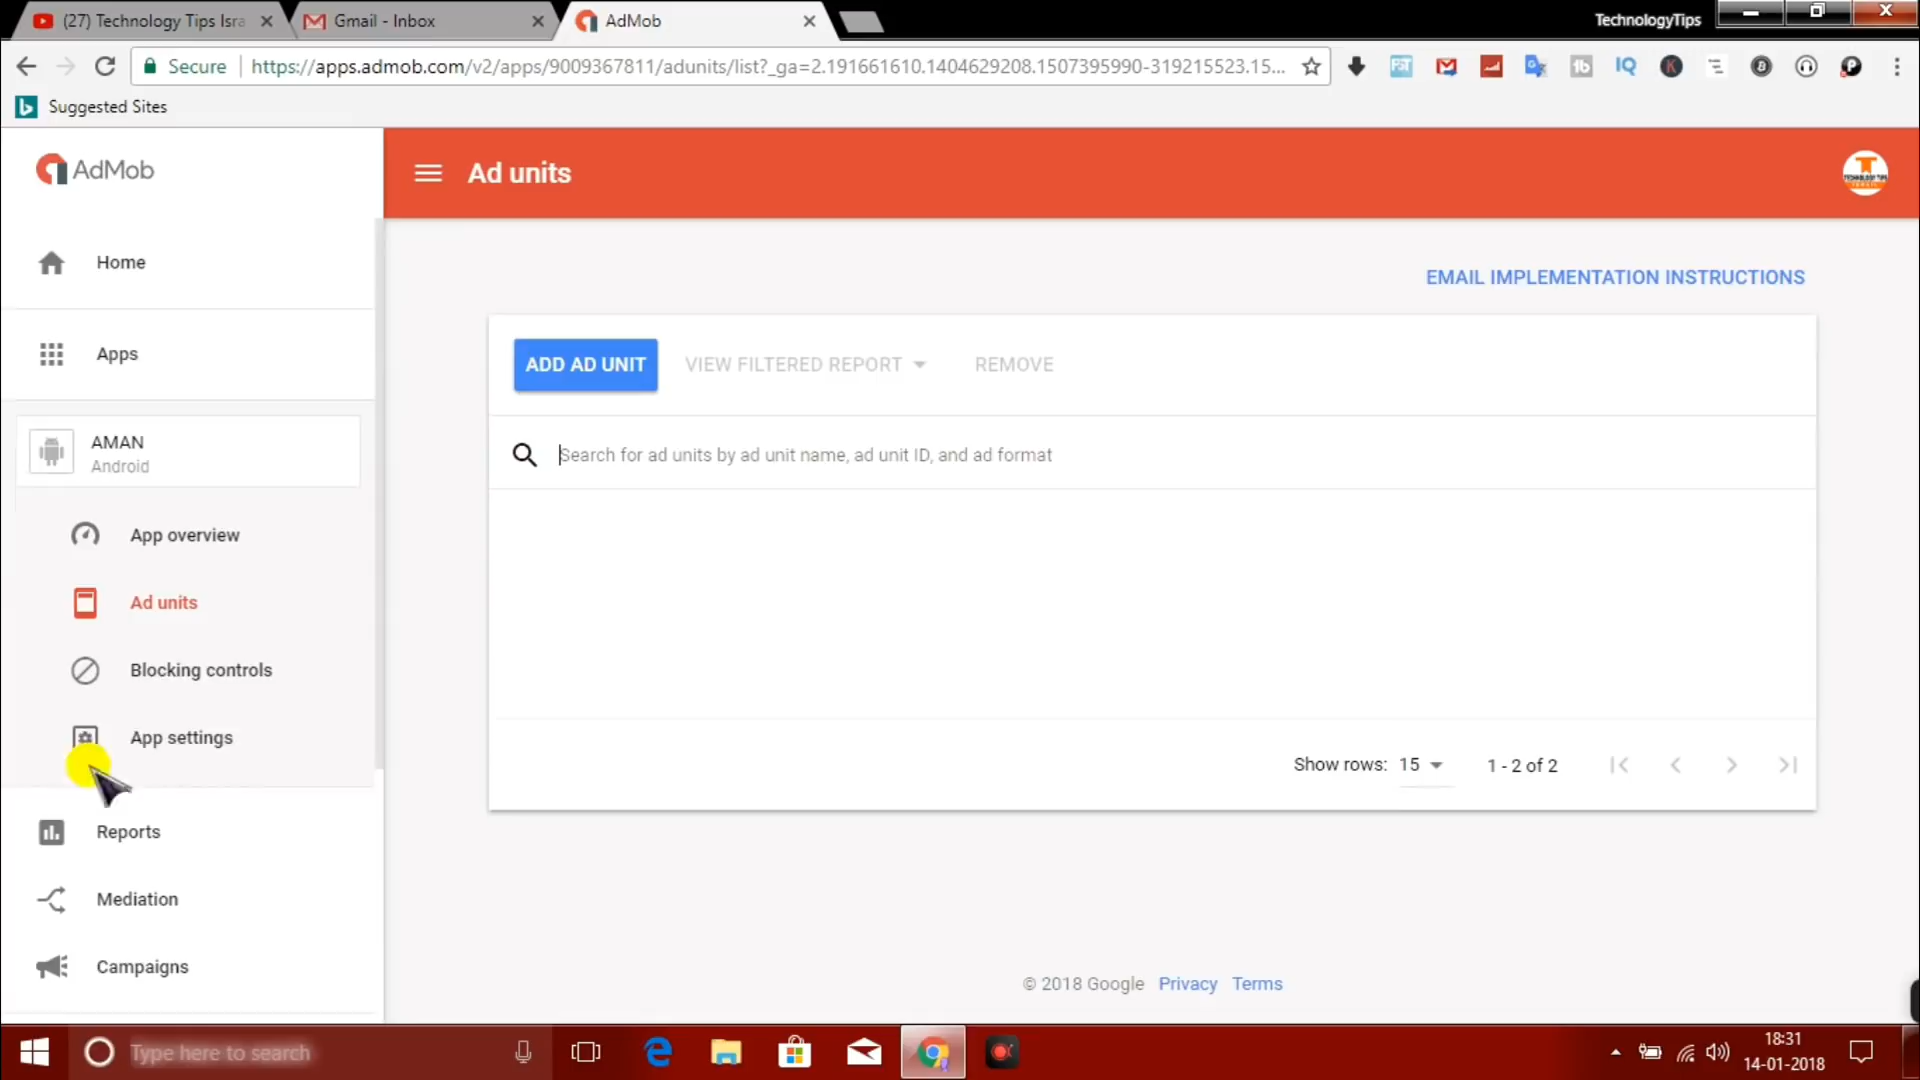 (27) Technology Tips Isra
Gmail - Inbox
AdMob
TechnologyTips
Secure
https://apps.admob.com/v2/apps/9009367811/adunits/list?_ga=2.191661610.1404629208.1507395990-319215523.15...
Suggested Sites
AdMob
Ad units
Home
EMAIL IMPLEMENTATION INSTRUCTIONS
Apps
ADD AD UNIT
VIEW FILTERED REPORT
REMOVE
AMAN
Android
Search for ad units by ad unit name, ad unit ID, and ad format
App overview
Ad units
Blocking controls
App settings
Show rows: 15
1 - 2 of 2
Reports
Mediation
Campaigns
© 2018 Google Privacy Terms
Type here to search
18:31
14-01-2018